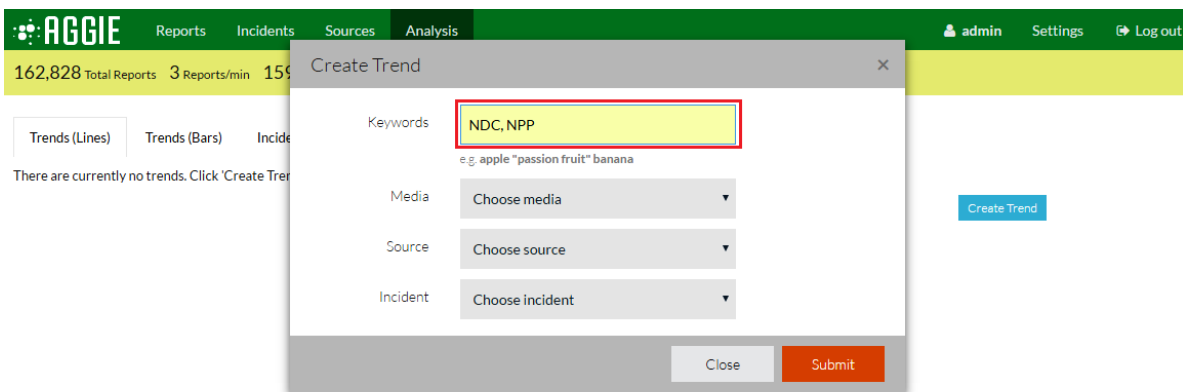 AGGIE Reports Incidents Sources Analysis admin Settings Log out
162,828 Total Reports 3 Reports/min 159
Create Trend ×
Trends (Lines) Trends (Bars) Incide
There are currently no trends. Click 'Create Tren
Keywords NDC, NPP
e.g. apple "passion fruit" banana
Media Choose media
Source Choose source
Incident Choose incident
Create Trend
Close Submit